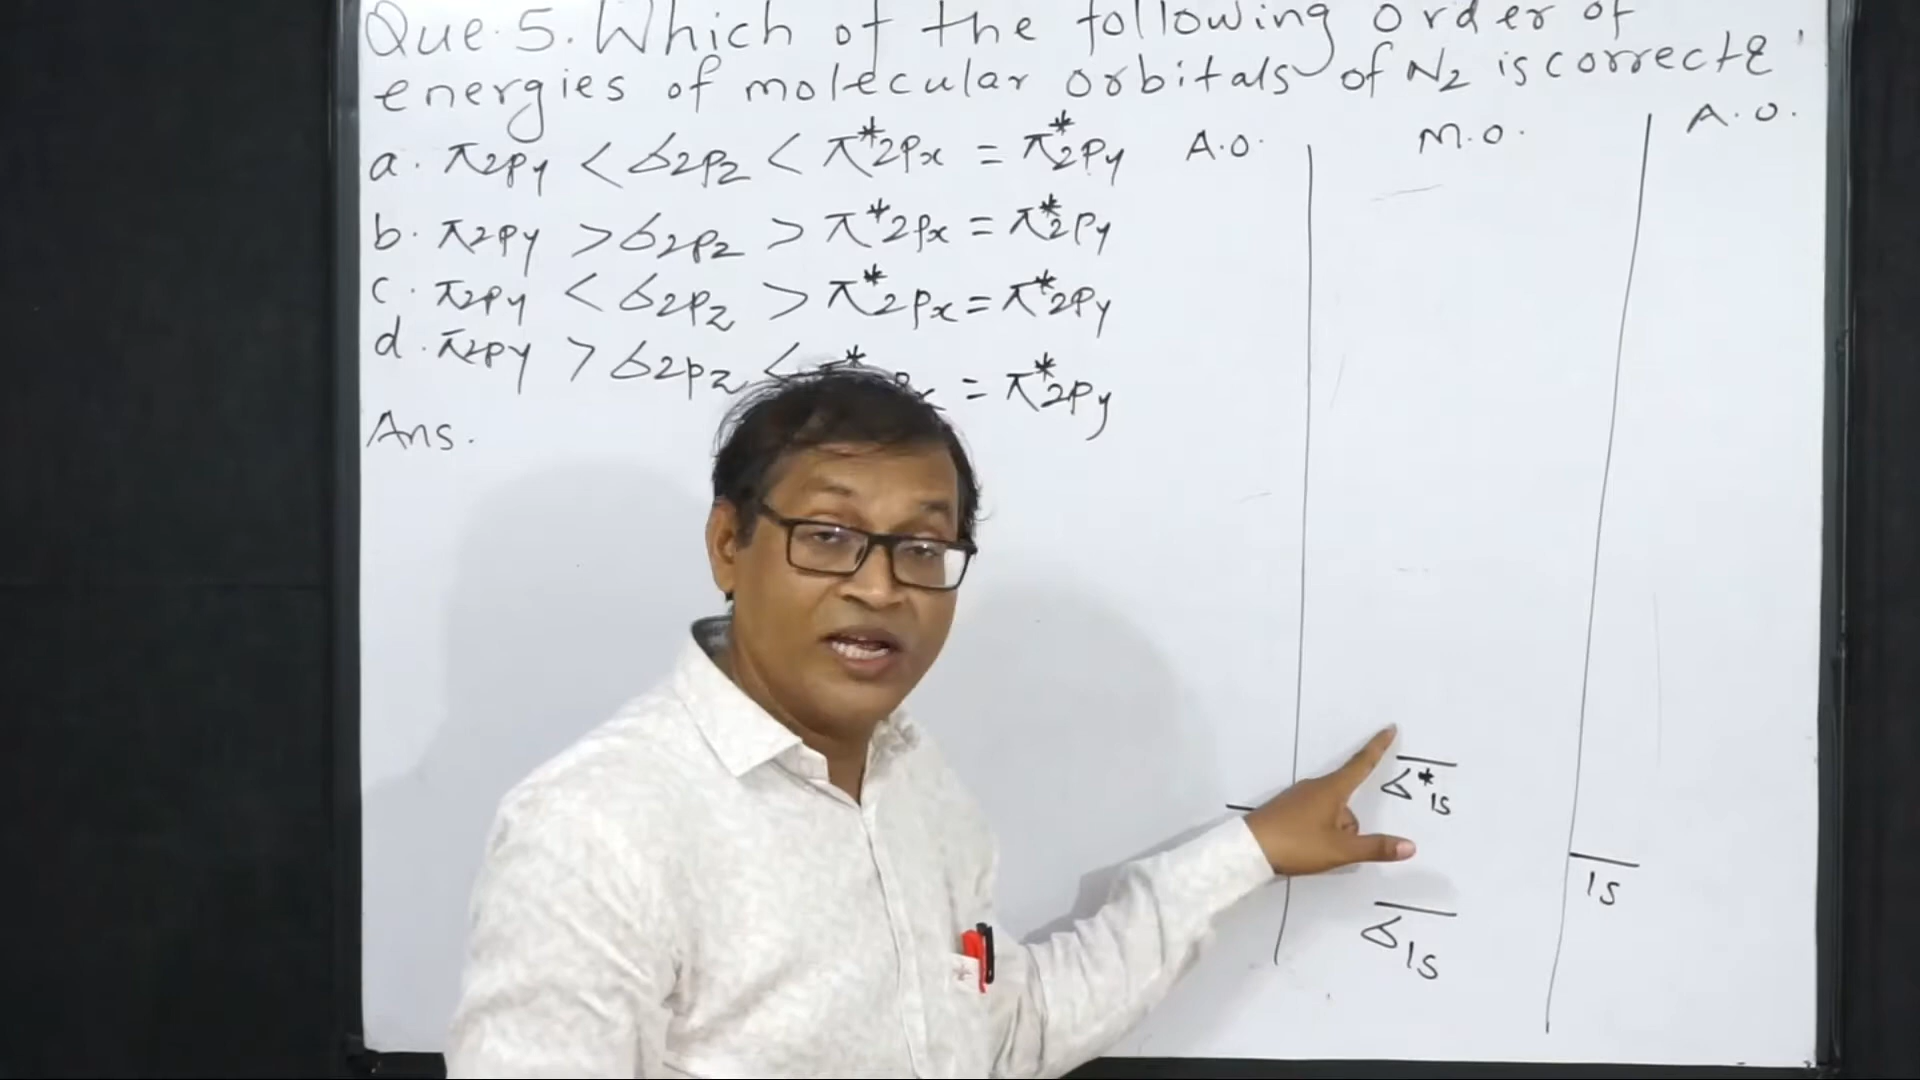 Que. 5. Which of the following order of
energies of molecular orbitals of N2 is correct?
a. π2py < σ2pz < π*2px = π*2py
b. π2py > σ2pz > π*2px = π*2py
c. π2py < σ2pz > π*2px = π*2py
d. π2py > σ2pz < = π*2py
Ans.
A.O.
M.O.
A.O.
σ*1s
1s
σ1s